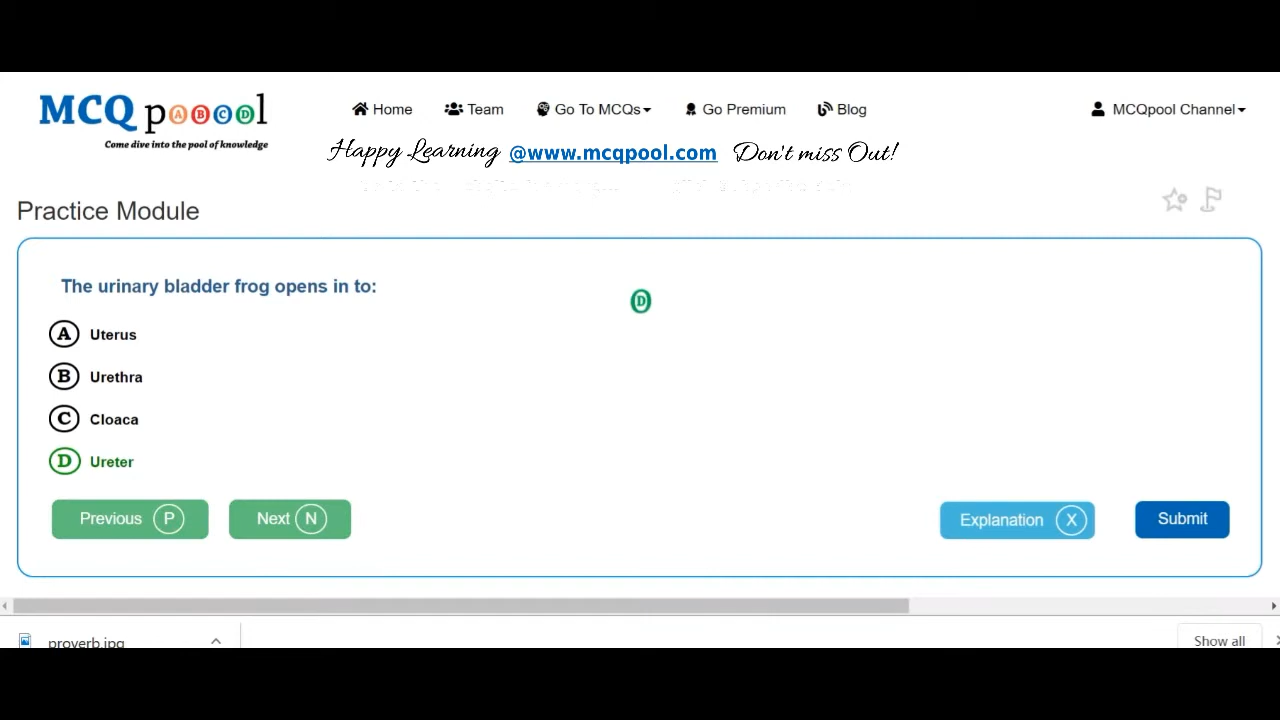 MCQ pABCDl
Come dive into the pool of knowledge
Home Team Go To MCQs Go Premium Blog MCQpool Channel
Happy Learning @www.mcqpool.com Don't miss Out!
Practice Module
The urinary bladder frog opens in to:
D
A Uterus
B Urethra
C Cloaca
D Ureter
Previous P Next N Explanation X Submit
proverb.jpg Show all